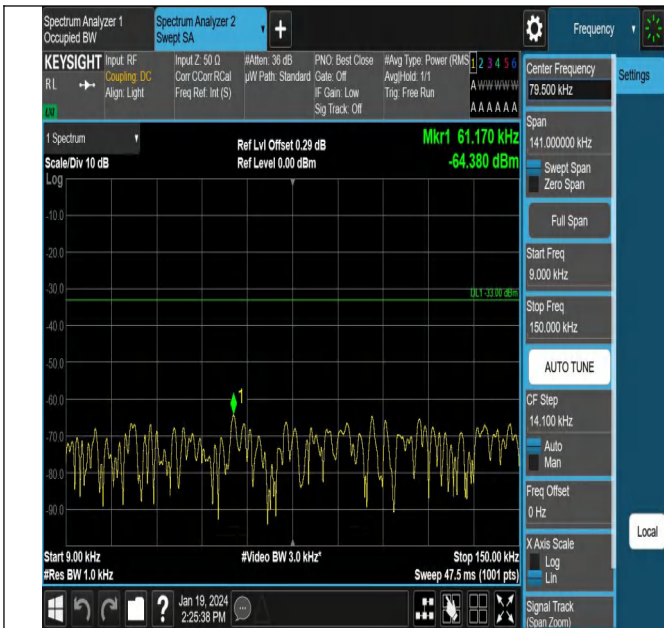 Spectrum Analyzer 1
Occupied BW
Spectrum Analyzer 2
Swept SA
Frequency
KEYSIGHT
RL
LXI
Input: RF
Coupling: DC
Align: Light
Input Z: 50 Ω
Corr CCorr RCal
Freq Ref: Int (S)
#Atten: 36 dB
µW Path: Standard
PNO: Best Close
Gate: Off
IF Gain: Low
Sig Track: Off
#Avg Type: Power (RMS
Avg|Hold: 1/1
Trig: Free Run
1 2 3 4 5 6
A W W W W W
A A A A A A
1 Spectrum
Scale/Div 10 dB
Log
Ref Lvl Offset 0.29 dB
Ref Level 0.00 dBm
Mkr1 61.170 kHz
-64.380 dBm
-10.0
-20.0
-30.0
DL1 -33.00 dBm
-40.0
-50.0
-60.0
1
-70.0
-80.0
-90.0
Start 9.00 kHz
#Res BW 1.0 kHz
#Video BW 3.0 kHz*
Stop 150.00 kHz
Sweep 47.5 ms (1001 pts)
Jan 19, 2024
2:25:38 PM
Center Frequency
79.500 kHz
Settings
Span
141.000000 kHz
Swept Span
Zero Span
Full Span
Start Freq
9.000 kHz
Stop Freq
150.000 kHz
AUTO TUNE
CF Step
14.100 kHz
Auto
Man
Freq Offset
0 Hz
Local
X Axis Scale
Log
Lin
Signal Track
(Span Zoom)